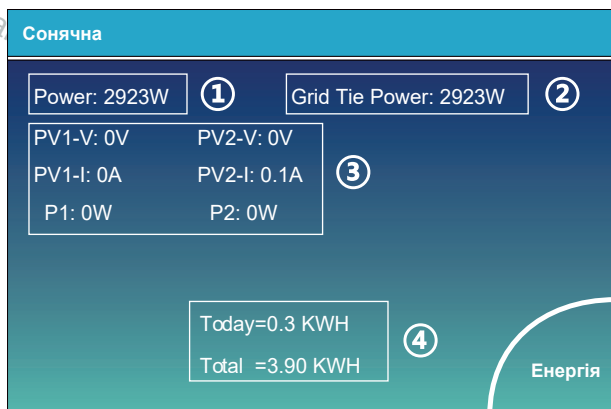 Сонячна
Power: 2923W ① Grid Tie Power: 2923W ②
PV1-V: 0V PV2-V: 0V
PV1-I: 0A PV2-I: 0.1A ③
P1: 0W P2: 0W
Today=0.3 KWH
④
Total =3.90 KWH
Енергія